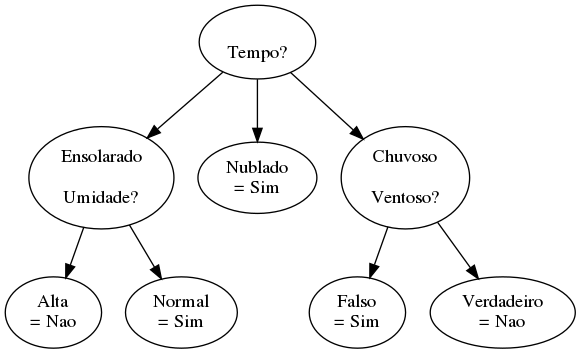 Tempo?
Ensolarado
Umidade?
Nublado
= Sim
Chuvoso
Ventoso?
Alta
= Nao
Normal
= Sim
Falso
= Sim
Verdadeiro
= Nao